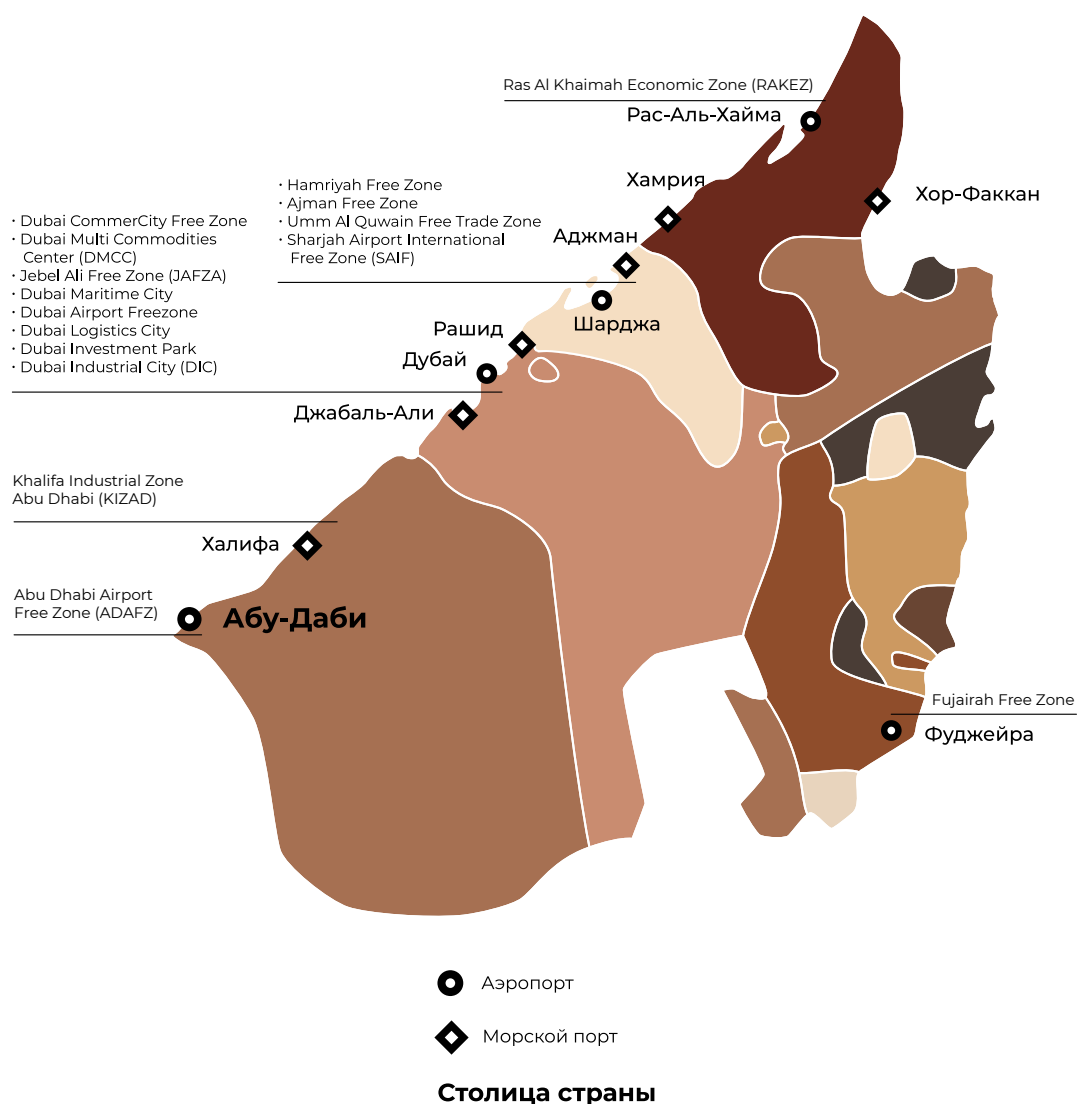 Ras Al Khaimah Economic Zone (RAKEZ)
Рас-Аль-Хайма
Хамрия
Хор-Факкан
· Hamriyah Free Zone
· Ajman Free Zone
· Umm Al Quwain Free Trade Zone
· Sharjah Airport International
Free Zone (SAIF)
Аджман
Шарджа
· Dubai CommerCity Free Zone
· Dubai Multi Commodities
Center (DMCC)
· Jebel Ali Free Zone (JAFZA)
· Dubai Maritime City
· Dubai Airport Freezone
· Dubai Logistics City
· Dubai Investment Park
· Dubai Industrial City (DIC)
Рашид
Дубай
Джабаль-Али
Khalifa Industrial Zone
Abu Dhabi (KIZAD)
Халифа
Abu Dhabi Airport
Free Zone (ADAFZ)
Абу-Даби
Fujairah Free Zone
Фуджейра
Аэропорт
Морской порт
Столица страны